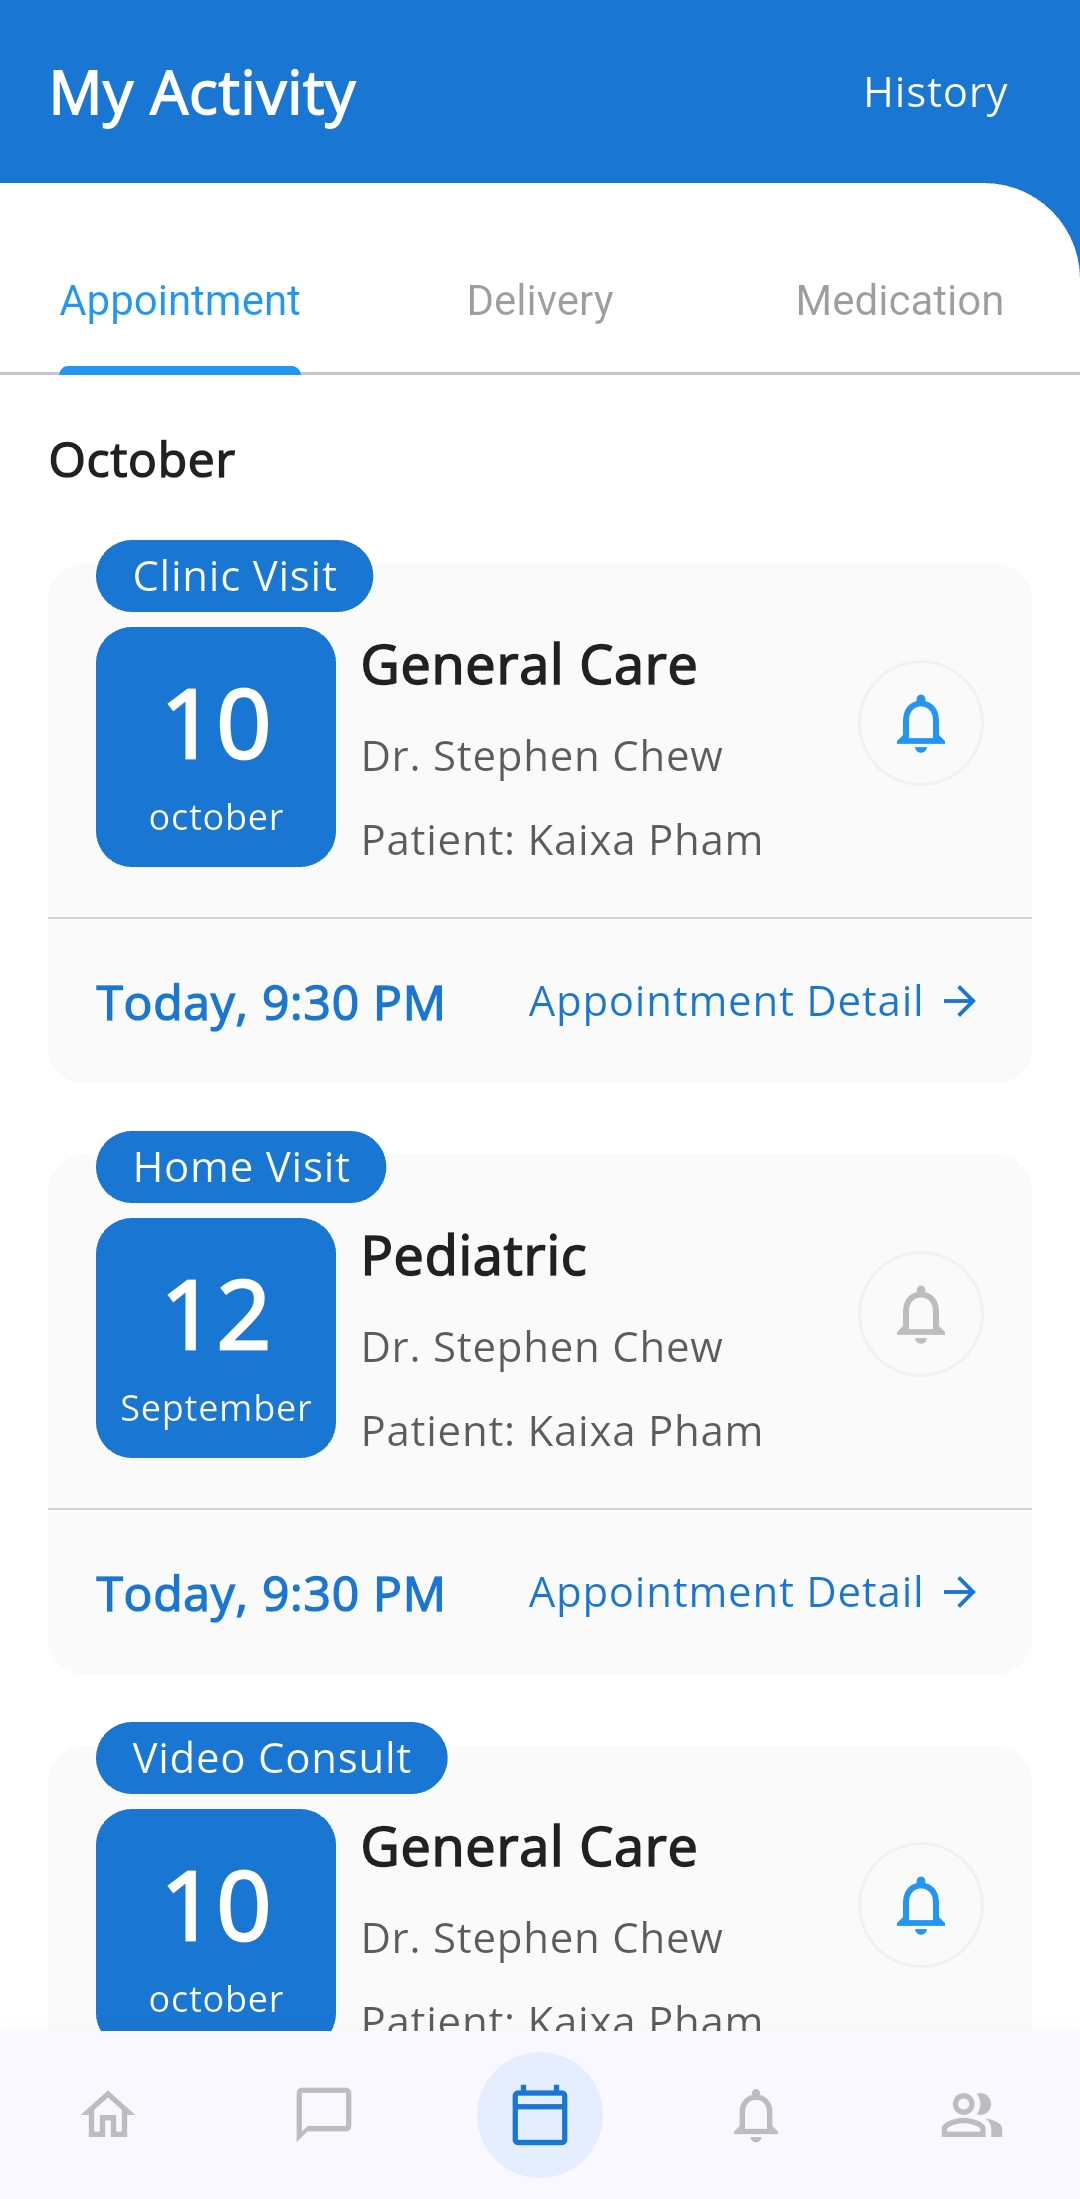 My Activity
History
Appointment
Delivery
Medication
October
Clinic Visit
10
october
General Care
Dr. Stephen Chew
Patient: Kaixa Pham
Today, 9:30 PM
Appointment Detail →
Home Visit
12
September
Pediatric
Dr. Stephen Chew
Patient: Kaixa Pham
Today, 9:30 PM
Appointment Detail →
Video Consult
10
october
General Care
Dr. Stephen Chew
Patient: Kaixa Pham